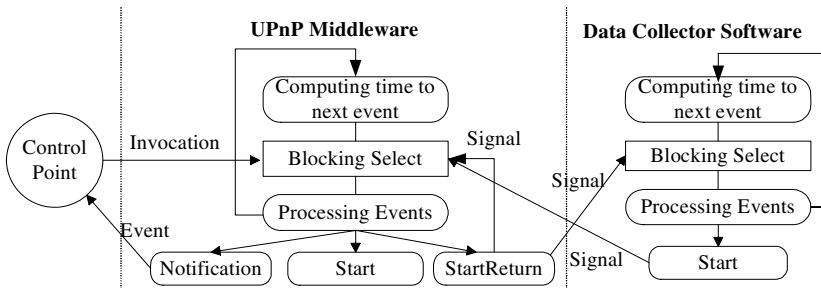 UPnP Middleware
Data Collector Software
Computing time to
next event
Computing time to
next event
Control
Point
Invocation
Signal
Blocking Select
Blocking Select
Signal
Processing Events
Processing Events
Event
Notification
Start
StartReturn
Signal
Start